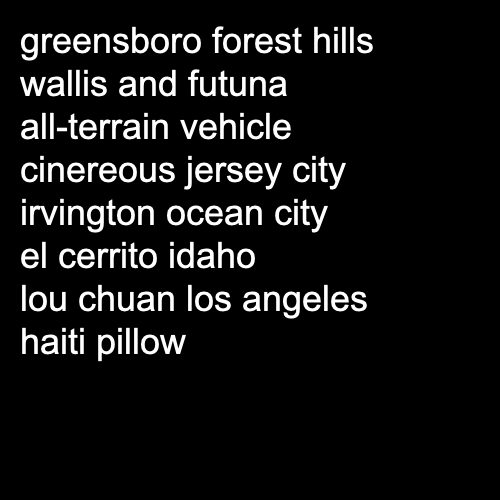 greensboro forest hills
wallis and futuna
all-terrain vehicle
cinereous jersey city
irvington ocean city
el cerrito idaho
lou chuan los angeles
haiti pillow